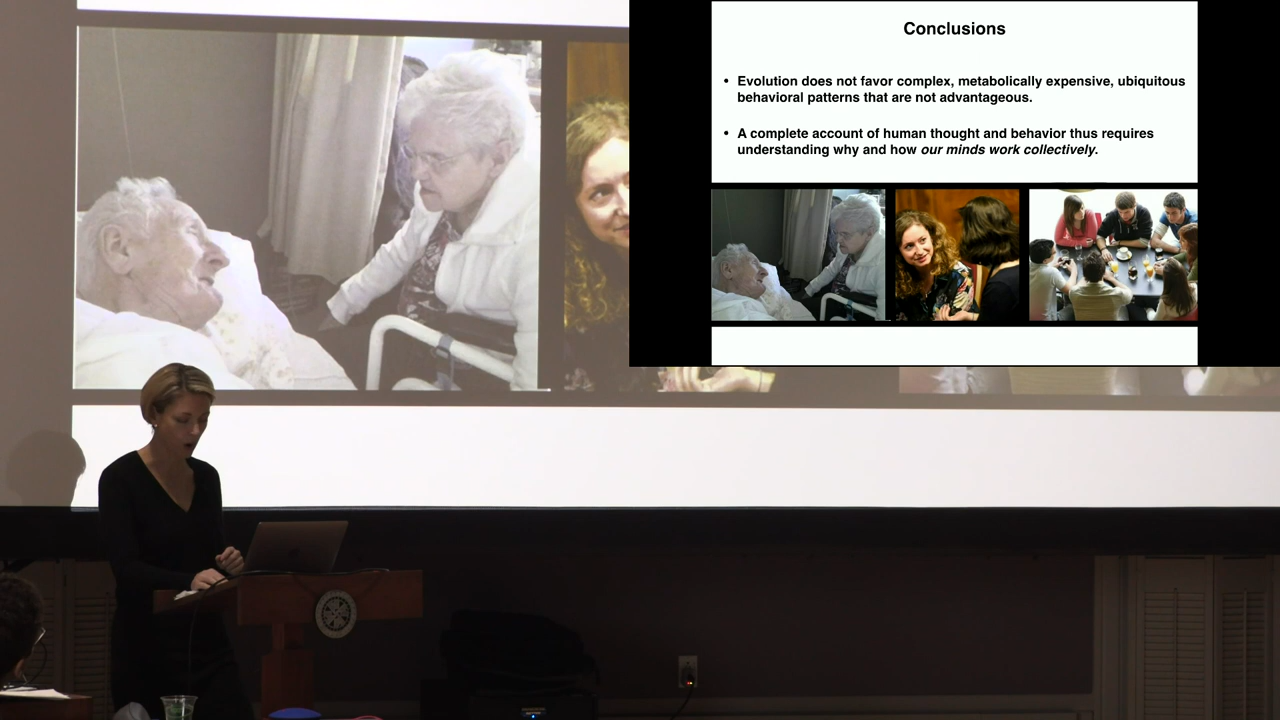 Conclusions
• Evolution does not favor complex, metabolically expensive, ubiquitous
behavioral patterns that are not advantageous.
• A complete account of human thought and behavior thus requires
understanding why and how our minds work collectively.